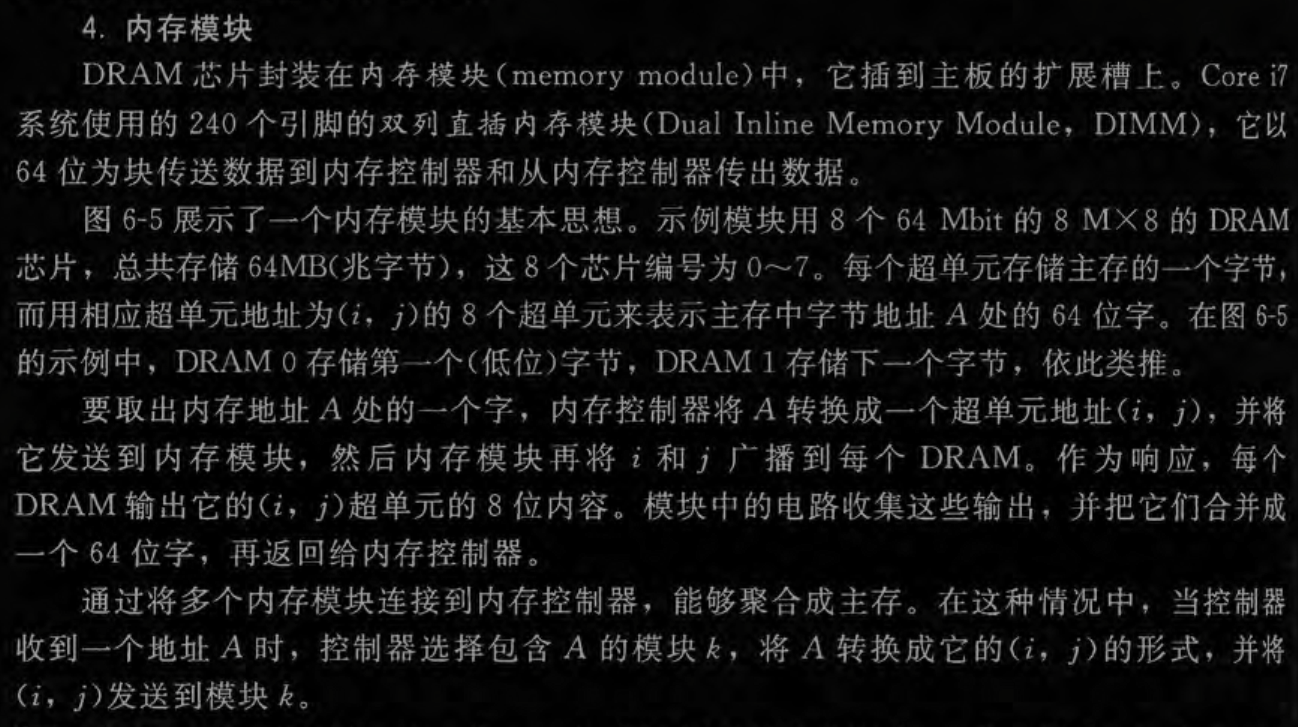 4. 内存模块
DRAM 芯片封装在内存模块(memory module)中，它插到主板的扩展槽上。Core i7
系统使用的 240 个引脚的双列直插内存模块(Dual Inline Memory Module，DIMM)，它以
64 位为块传送数据到内存控制器和从内存控制器传出数据。
图 6-5 展示了一个内存模块的基本思想。示例模块用 8 个 64 Mbit 的 8 M×8 的 DRAM
芯片，总共存储 64MB(兆字节)，这 8 个芯片编号为 0～7。每个超单元存储主存的一个字节，
而用相应超单元地址为(i，j)的 8 个超单元来表示主存中字节地址 A 处的 64 位字。在图 6-5
的示例中，DRAM 0 存储第一个(低位)字节，DRAM 1 存储下一个字节，依此类推。
要取出内存地址 A 处的一个字，内存控制器将 A 转换成一个超单元地址(i，j)，并将
它发送到内存模块，然后内存模块再将 i 和 j 广播到每个 DRAM。作为响应，每个
DRAM 输出它的(i，j)超单元的 8 位内容。模块中的电路收集这些输出，并把它们合并成
一个 64 位字，再返回给内存控制器。
通过将多个内存模块连接到内存控制器，能够聚合成主存。在这种情况中，当控制器
收到一个地址 A 时，控制器选择包含 A 的模块 k，将 A 转换成它的(i，j)的形式，并将
(i，j)发送到模块 k。